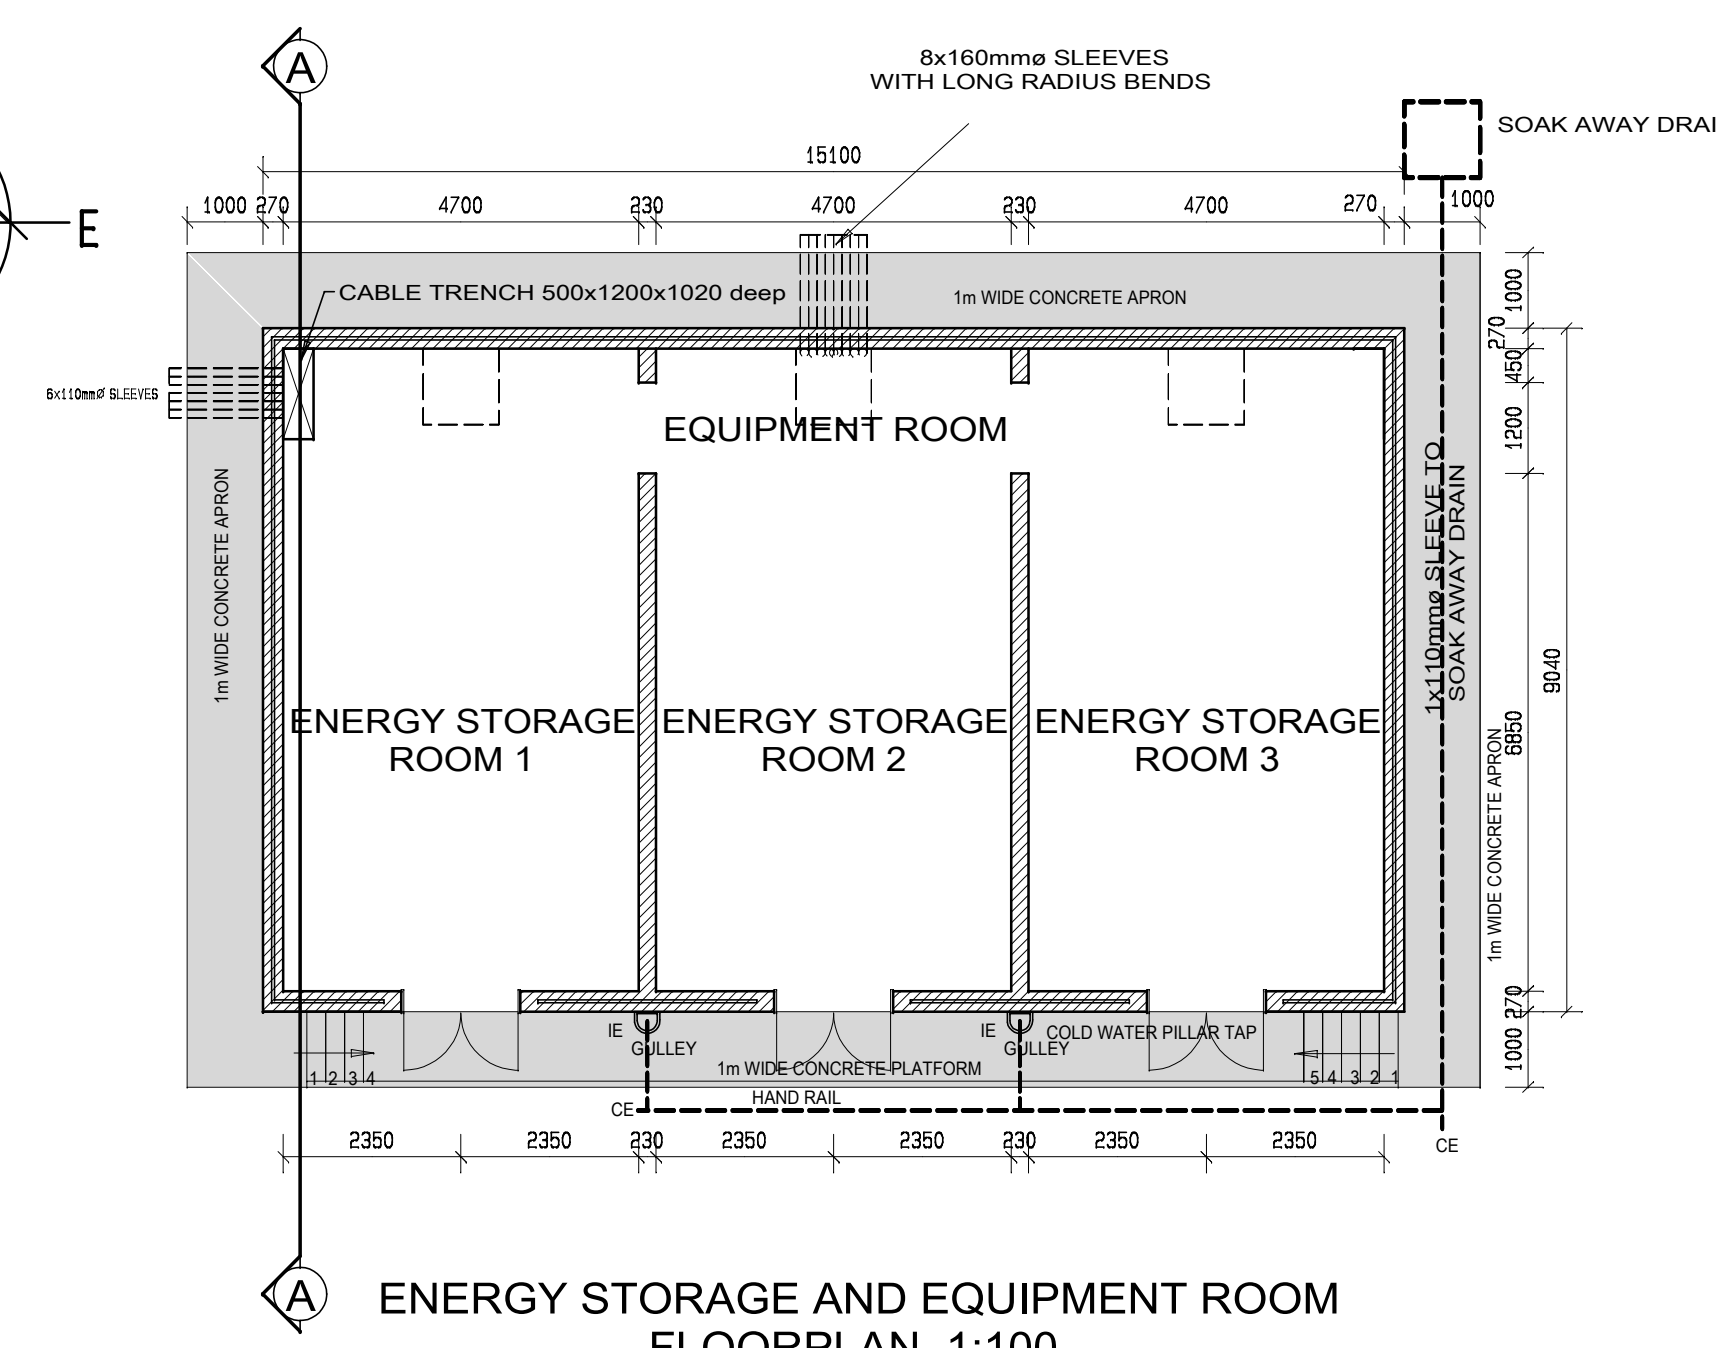 A
8x160mmø SLEEVES
WITH LONG RADIUS BENDS
SOAK AWAY DRAI
15100
1000 270 4700 230 4700 230 4700 270 1000
E
CABLE TRENCH 500x1200x1020 deep
1m WIDE CONCRETE APRON
1000
270
450
1200
6850
270
1000
9040
6x110mmØ SLEEVES
EQUIPMENT ROOM
1m WIDE CONCRETE APRON
1x110mmø SLEEVE TO
SOAK AWAY DRAIN
1m WIDE CONCRETE APRON
ENERGY STORAGE
ROOM 1
ENERGY STORAGE
ROOM 2
ENERGY STORAGE
ROOM 3
IE
GULLEY
IE
GULLEY
COLD WATER PILLAR TAP
1m WIDE CONCRETE PLATFORM
1 2 3 4
5 4 3 2 1
HAND RAIL
CE
CE
2350 2350 230 2350 2350 230 2350 2350
A
ENERGY STORAGE AND EQUIPMENT ROOM
FLOORPLAN 1:100